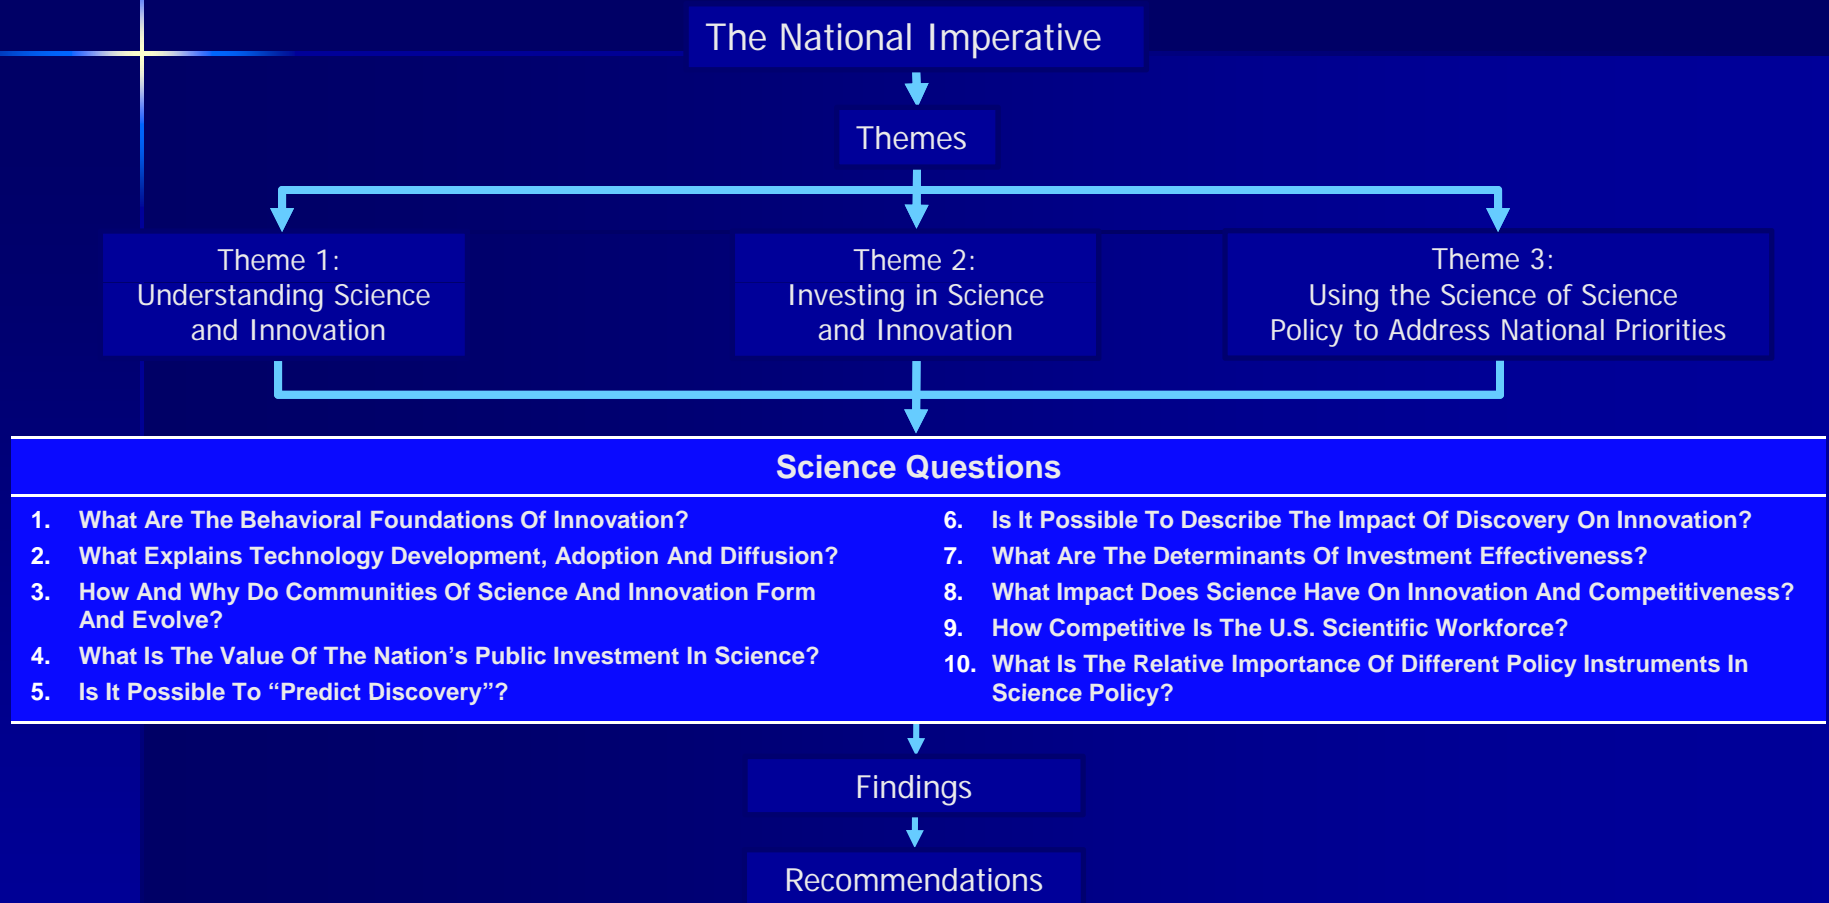 The National Imperative
Themes
Theme 1:
Understanding Science
and Innovation
Theme 2:
Investing in Science
and Innovation
Theme 3:
Using the Science of Science
Policy to Address National Priorities
Science Questions
1. What Are The Behavioral Foundations Of Innovation?
2. What Explains Technology Development, Adoption And Diffusion?
3. How And Why Do Communities Of Science And Innovation Form
And Evolve?
4. What Is The Value Of The Nation’s Public Investment In Science?
5. Is It Possible To “Predict Discovery”?
6. Is It Possible To Describe The Impact Of Discovery On Innovation?
7. What Are The Determinants Of Investment Effectiveness?
8. What Impact Does Science Have On Innovation And Competitiveness?
9. How Competitive Is The U.S. Scientific Workforce?
10. What Is The Relative Importance Of Different Policy Instruments In
Science Policy?
Findings
Recommendations